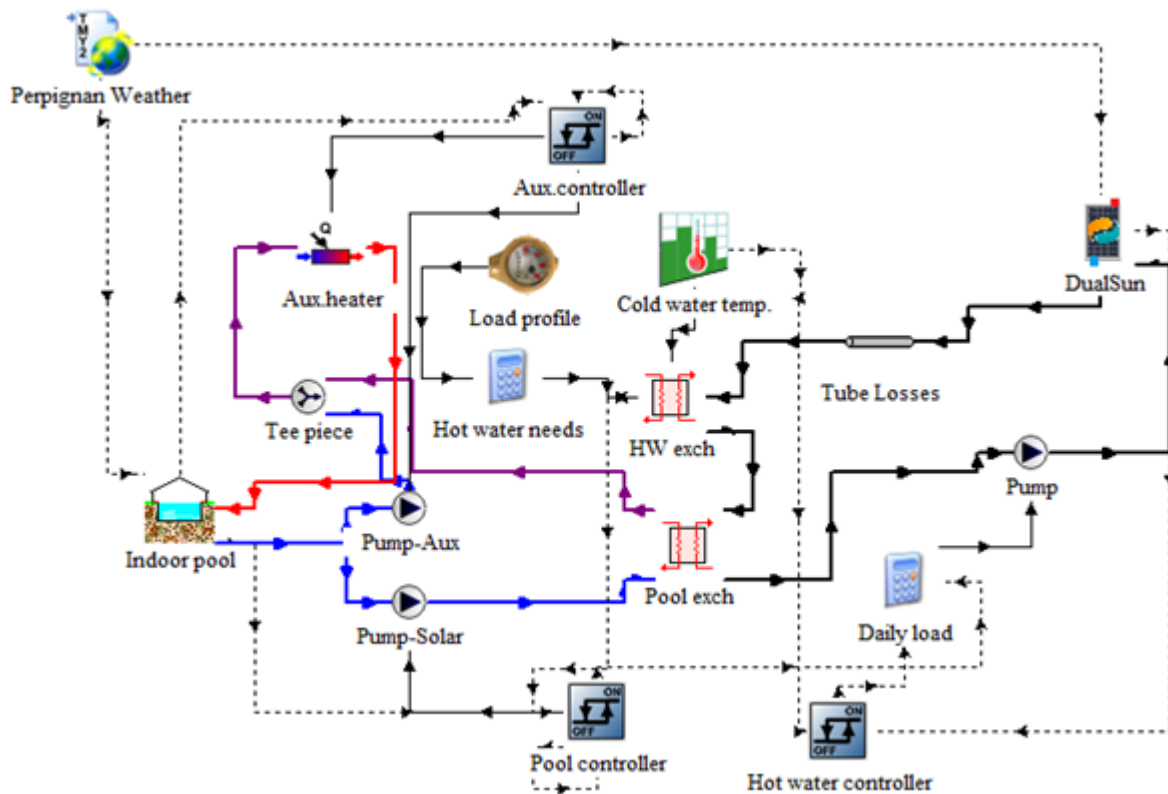 TMY2
Perpignan Weather
ON
OFF
Aux.controller
Q
Aux.heater
Load profile
Cold water temp.
DualSun
Tube Losses
Tee piece
Hot water needs
HW exch
Pump
Indoor pool
Pump-Aux
Pool exch
Pump-Solar
Daily load
ON
OFF
Pool controller
ON
OFF
Hot water controller